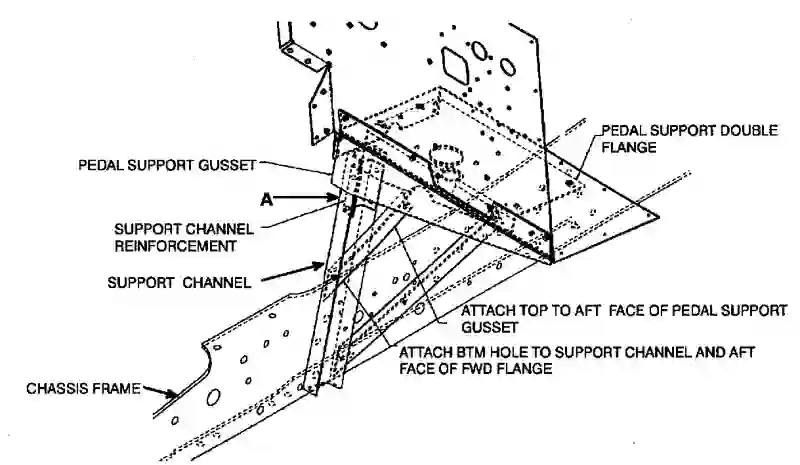 PEDAL SUPPORT DOUBLE
FLANGE
PEDAL SUPPORT GUSSET
A
SUPPORT CHANNEL
REINFORCEMENT
SUPPORT CHANNEL
ATTACH TOP TO AFT FACE OF PEDAL SUPPORT
GUSSET
ATTACH BTM HOLE TO SUPPORT CHANNEL AND AFT
FACE OF FWD FLANGE
CHASSIS FRAME